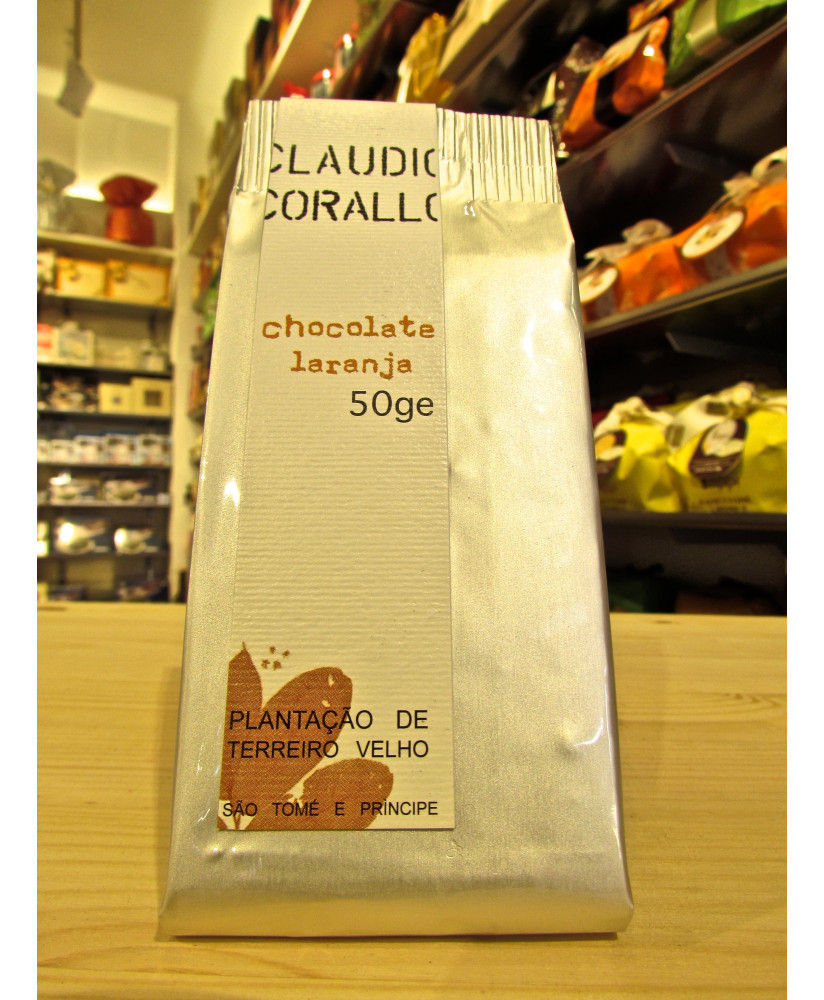 CLAUDIO
CORALLO
chocolate
laranja
50ge
PLANTAÇÃO DE
TERREIRO VELHO
SÃO TOMÉ E PRÍNCIPE